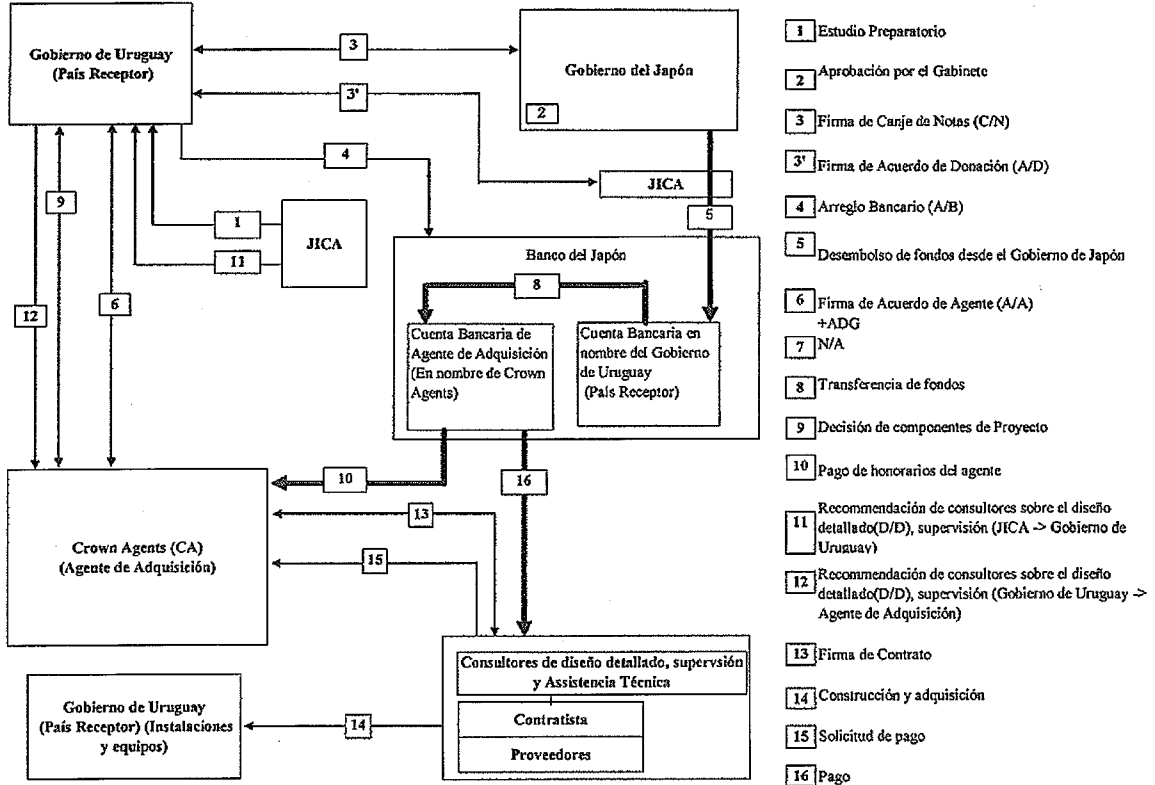 Gobierno de Uruguay
(País Receptor)
3
3'
Gobierno del Japón
2
4
JICA
5
9
1
11
JICA
12
6
Banco del Japón
8
Cuenta Bancaria de
Agente de Adquisición
(En nombre de Crown
Agents)
Cuenta Bancaria en
nombre del Gobierno
de Uruguay
(País Receptor)
10
16
13
15
Crown Agents (CA)
(Agente de Adquisición)
Consultores de diseño detallado, supervsión
y Assistencia Técnica
Contratista
Proveedores
14
Gobierno de Uruguay
(País Receptor) (Instalaciones
y equipos)
1 Estudio Preparatorio
2 Aprobación por el Gabinete
3 Firma de Canje de Notas (C/N)
3' Firma de Acuerdo de Donación (A/D)
4 Arreglo Bancario (A/B)
5 Desembolso de fondos desde el Gobierno de Japón
6 Firma de Acuerdo de Agente (A/A)
+ADG
7 N/A
8 Transferencia de fondos
9 Decisión de componentes de Proyecto
10 Pago de honorarios del agente
11 Recommendación de consultores sobre el diseño
detallado(D/D), supervisión (JICA -> Gobierno de
Uruguay)
12 Recommendación de consultores sobre el diseño
detallado(D/D), supervisión (Gobierno de Uruguay ->
Agente de Adquisición)
13 Firma de Contrato
14 Construcción y adquisición
15 Solicitud de pago
16 Pago